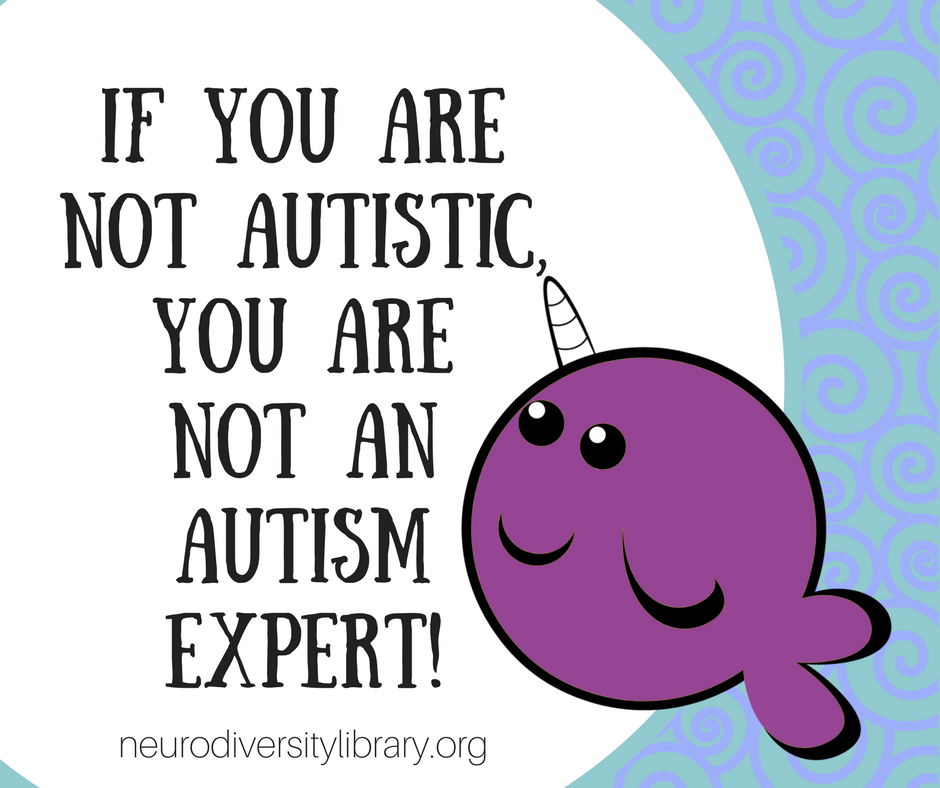 IF YOU ARE
NOT AUTISTIC,
YOU ARE
NOT AN
AUTISM
EXPERT!
neurodiversitylibrary.org